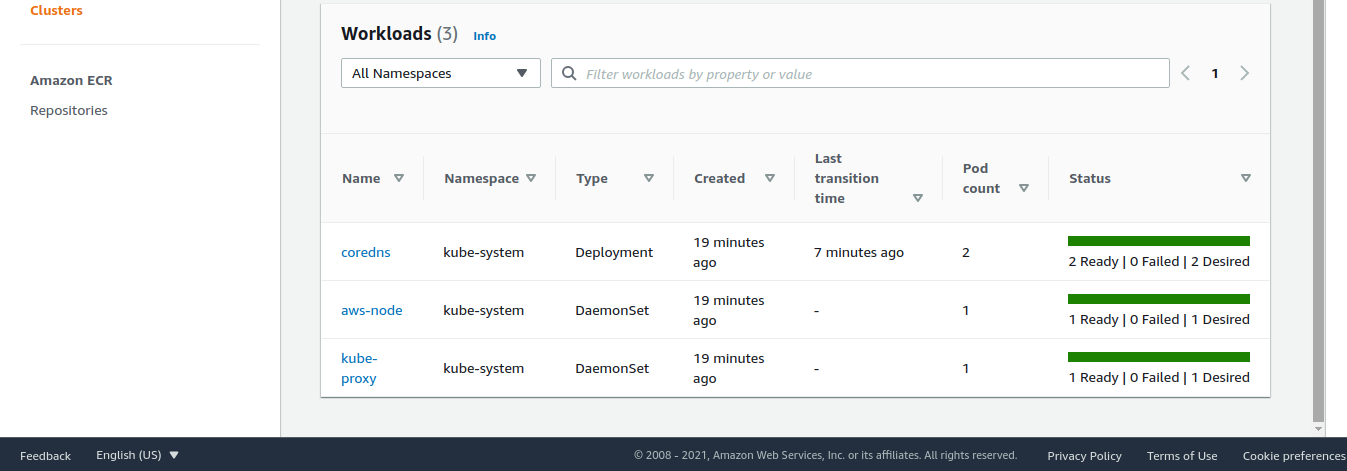 Clusters
Amazon ECR
Repositories
Workloads (3) Info
All Namespaces
Filter workloads by property or value
1
Name
Namespace
Type
Created
Last
transition
time
Pod
count
Status
coredns
kube-system
Deployment
19 minutes
ago
7 minutes ago
2
2 Ready | 0 Failed | 2 Desired
aws-node
kube-system
DaemonSet
19 minutes
ago
-
1
1 Ready | 0 Failed | 1 Desired
kube-
proxy
kube-system
DaemonSet
19 minutes
ago
-
1
1 Ready | 0 Failed | 1 Desired
Feedback English (US) © 2008 - 2021, Amazon Web Services, Inc. or its affiliates. All rights reserved. Privacy Policy Terms of Use Cookie preferences